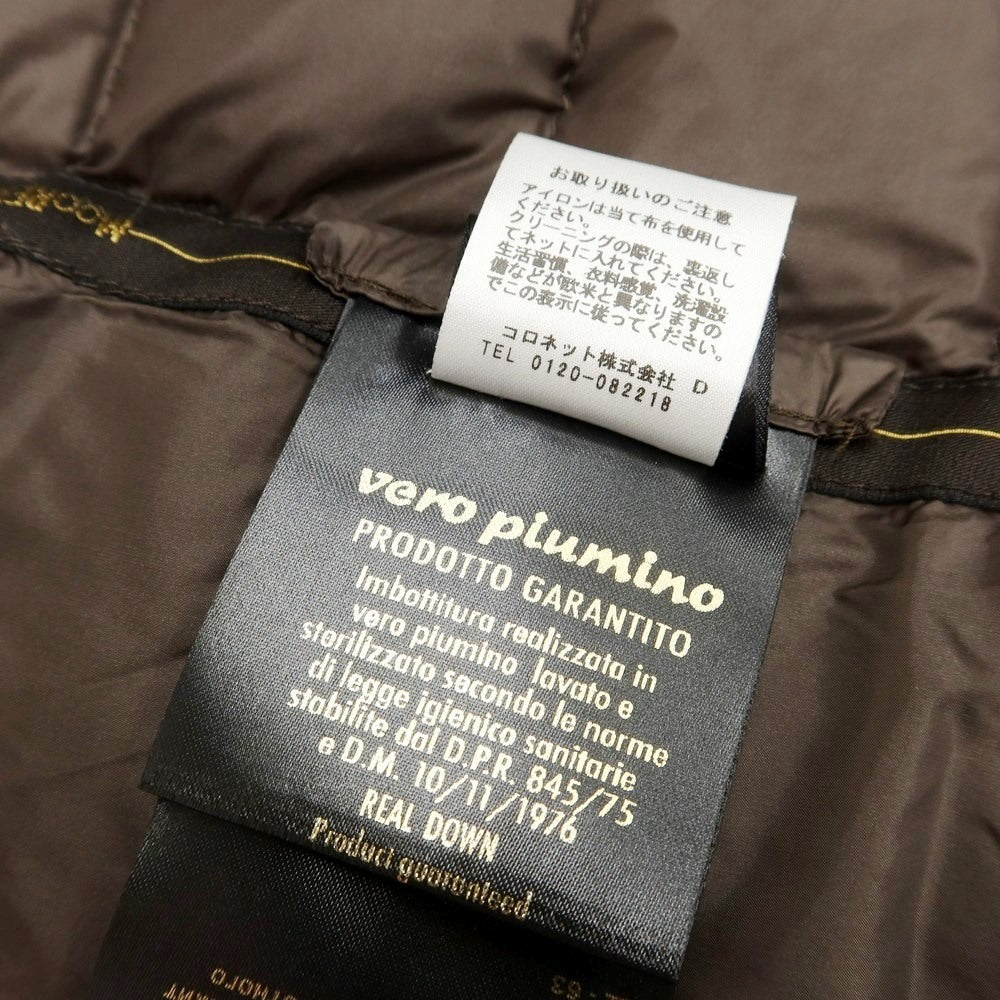 お取り扱いのご注意
アイロンは当て布を使用して
ください。
クリーニングの際は、裏返し
てネットに入れてください。
生活習慣、衣料感覚、洗濯設
備などが欧米と異なりますの
でこの表示に従ってください。
コロネット株式会社 D
TEL 0120-082218
vero piumino
PRODOTTO GARANTITO
Imbottitura realizzata in
vero piumino lavato e
sterilizzato secondo le norme
di legge igienico sanitarie
stabilite dal D.P.R. 845/75
e D.M. 10/11/1976
REAL DOWN
Product guaranteed